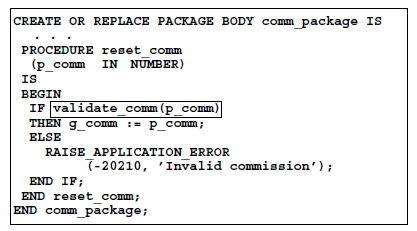 CREATE OR REPLACE PACKAGE BODY comm_package IS
. . .
PROCEDURE reset_comm
(p_comm IN NUMBER)
IS
BEGIN
IF validate_comm(p_comm)
THEN g_comm := p_comm;
ELSE
RAISE_APPLICATION_ERROR
(-20210, 'Invalid commission');
END IF;
END reset_comm;
END comm_package;